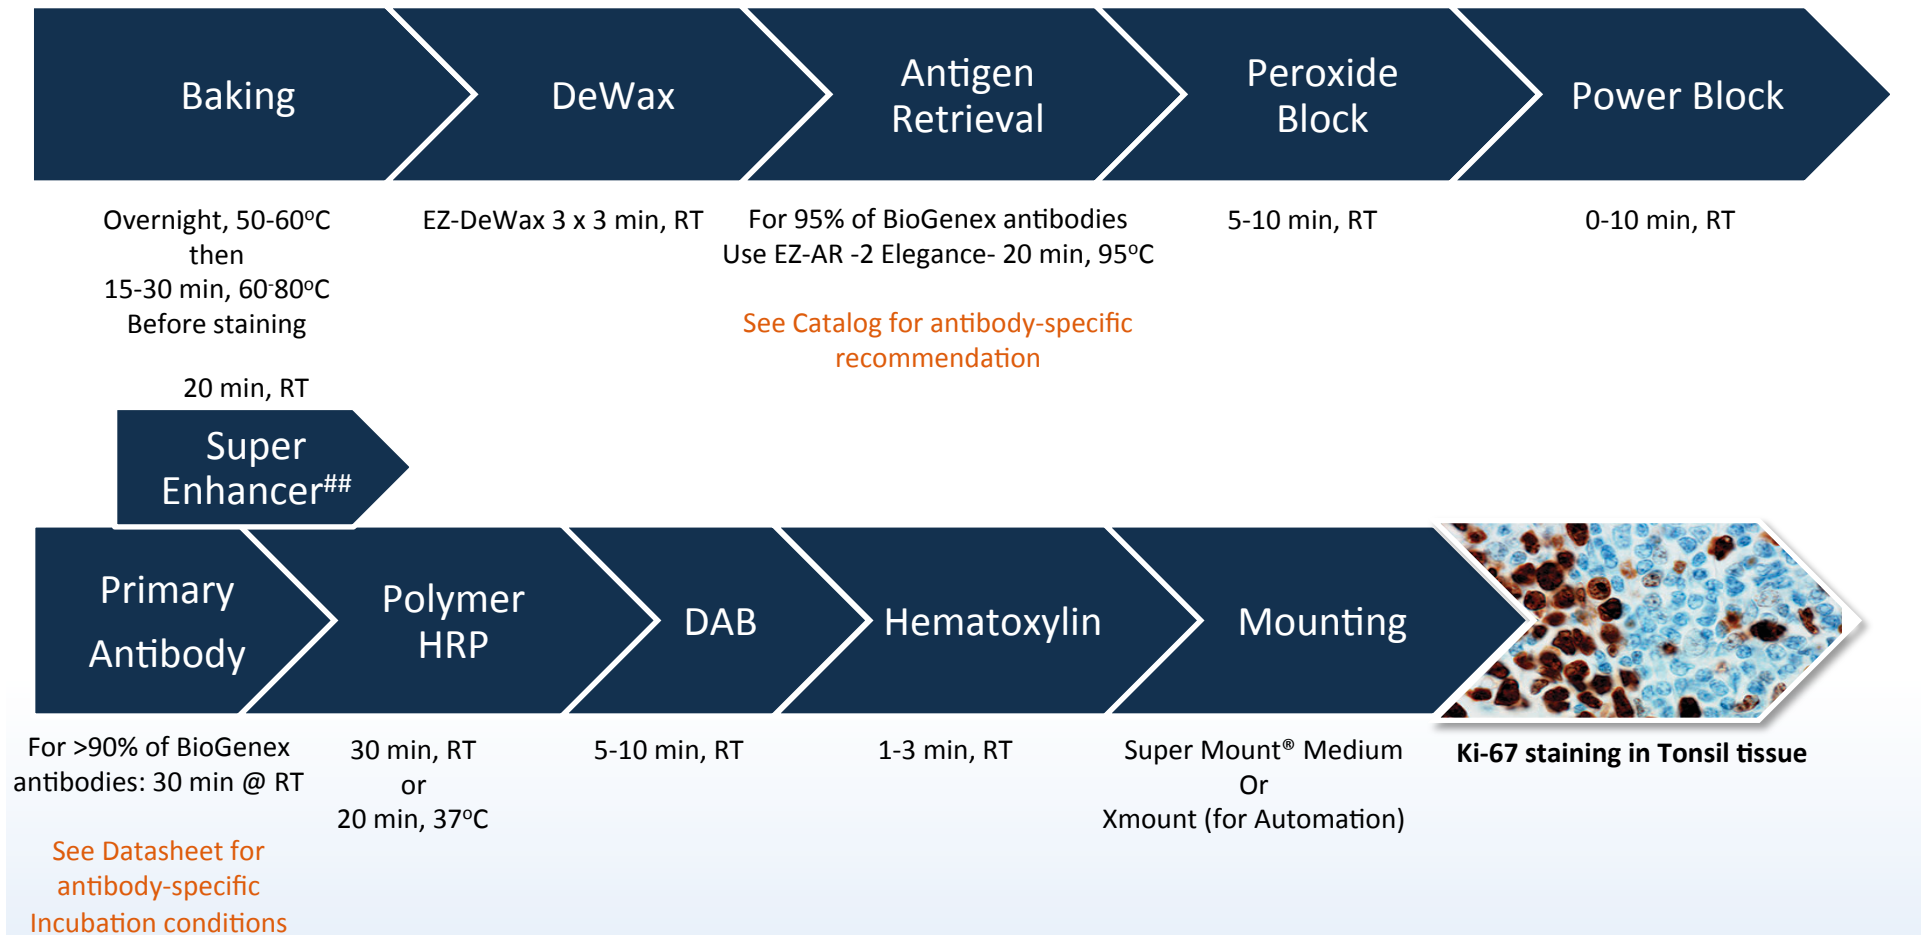 Baking
DeWax
Antigen
Retrieval
Peroxide
Block
Power Block
Overnight, 50-60°C
then
15-30 min, 60-80°C
Before staining
EZ-DeWax 3 x 3 min, RT
For 95% of BioGenex antibodies
Use EZ-AR -2 Elegance- 20 min, 95°C
See Catalog for antibody-specific
recommendation
5-10 min, RT
0-10 min, RT
20 min, RT
Super
Enhancer##
Primary
Antibody
Polymer
HRP
DAB
Hematoxylin
Mounting
For >90% of BioGenex
antibodies: 30 min @ RT
See Datasheet for
antibody-specific
Incubation conditions
30 min, RT
or
20 min, 37°C
5-10 min, RT
1-3 min, RT
Super Mount® Medium
Or
Xmount (for Automation)
Ki-67 staining in Tonsil tissue